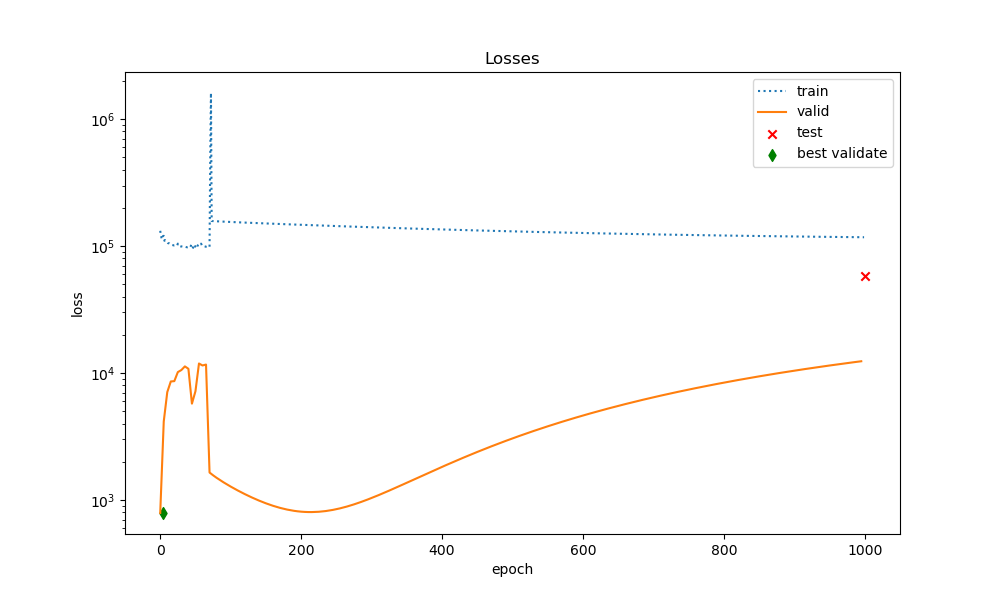 Losses
train
valid
test
best validate
10^6
10^5
10^4
10^3
loss
0 200 400 600 800 1000
epoch